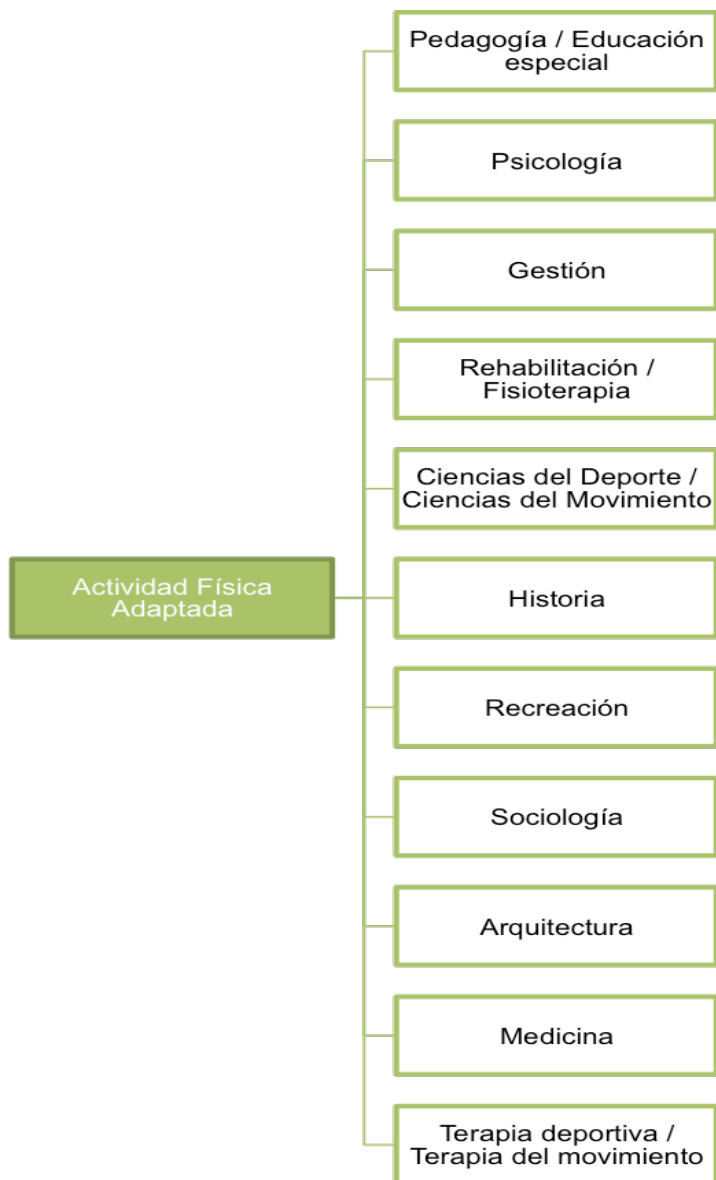 Pedagogía / Educación
especial
Psicología
Gestión
Rehabilitación /
Fisioterapia
Ciencias del Deporte /
Ciencias del Movimiento
Actividad Física
Adaptada
Historia
Recreación
Sociología
Arquitectura
Medicina
Terapia deportiva /
Terapia del movimiento